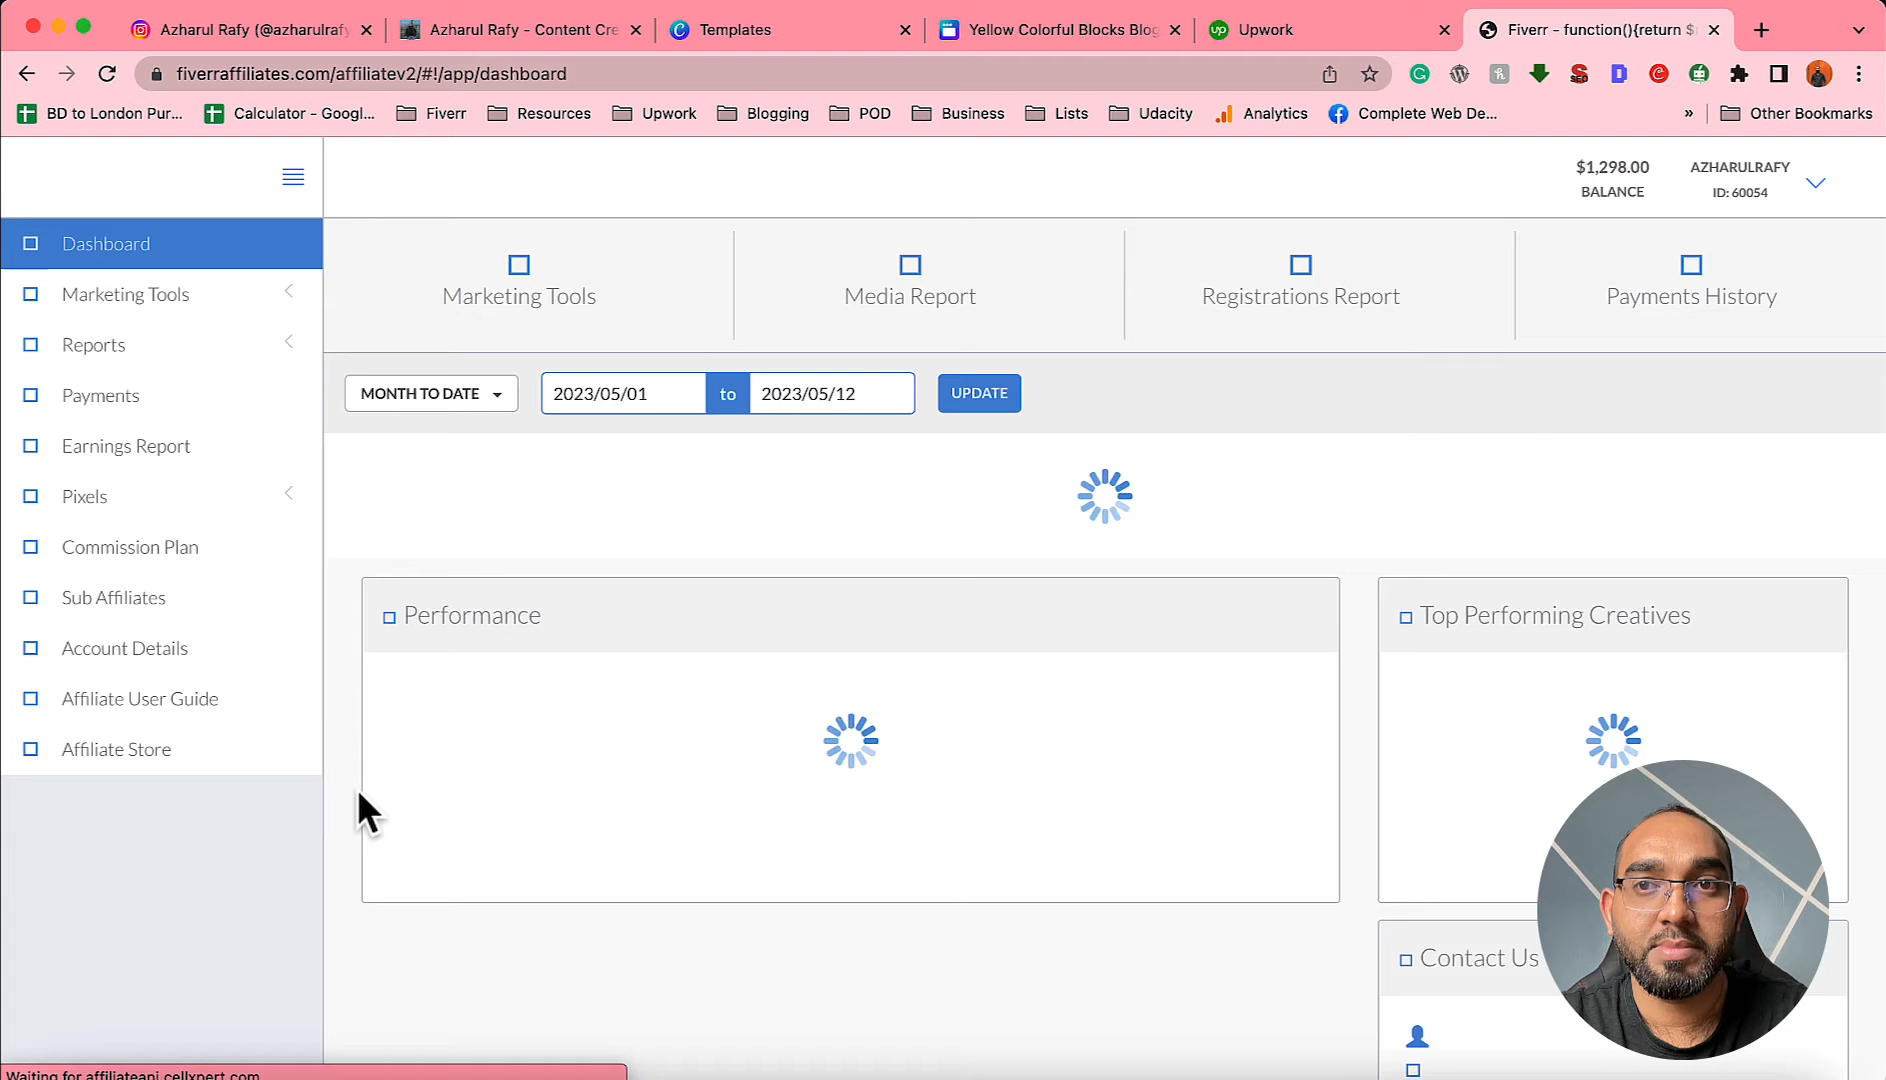 Azharul Rafy (@azharulrafy
Azharul Rafy - Content Cre
Templates
Yellow Colorful Blocks Blog
Upwork
Fiverr - function(){return $r
fiverraffiliates.com/affiliatev2/#!/app/dashboard
BD to London Pur...
Calculator - Googl...
Fiverr
Resources
Upwork
Blogging
POD
Business
Lists
Udacity
Analytics
Complete Web De...
» Other Bookmarks
$1,298.00
BALANCE
AZHARULRAFY
ID: 60054
Dashboard
Marketing Tools
Reports
Payments
Earnings Report
Pixels
Commission Plan
Sub Affiliates
Account Details
Affiliate User Guide
Affiliate Store
Marketing Tools
Media Report
Registrations Report
Payments History
MONTH TO DATE
2023/05/01 to 2023/05/12
UPDATE
Performance
Top Performing Creatives
Contact Us
Waiting for affiliateapi.cellxpert.com